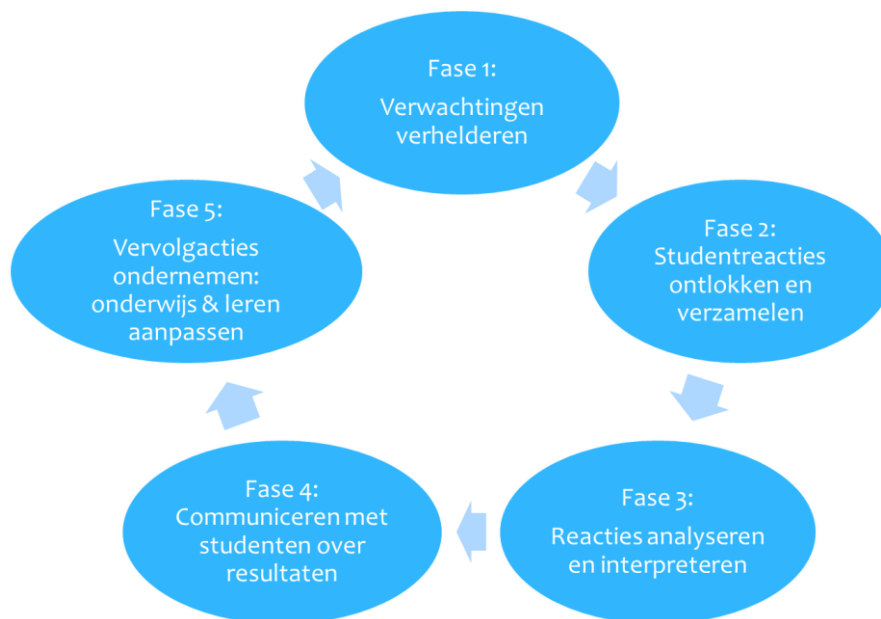 Fase 1:
Verwachtingen
verhelderen
Fase 2:
Studentreacties
ontlokken en
verzamelen
Fase 3:
Reacties analyseren
en interpreteren
Fase 4:
Communiceren met
studenten over
resultaten
Fase 5:
Vervolgacties
ondernemen:
onderwijs & leren
aanpassen